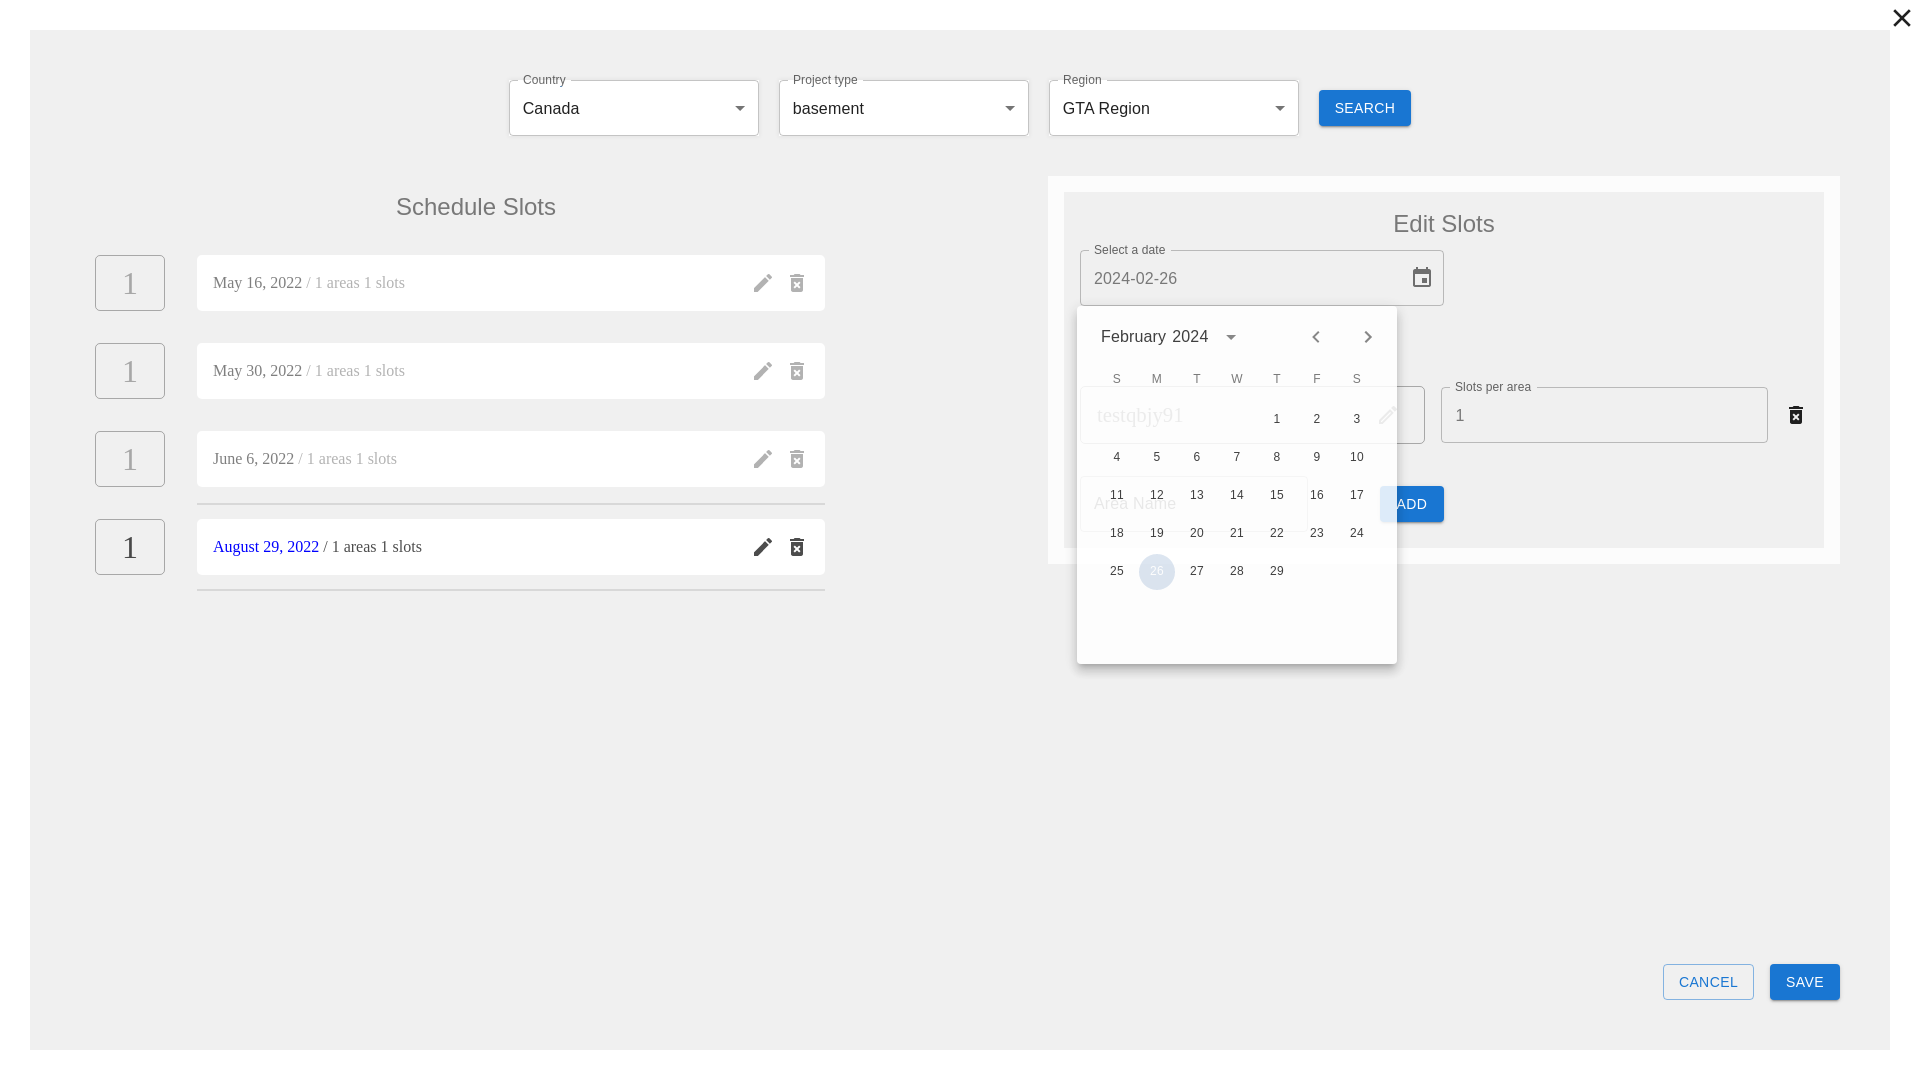 Country
Canada
Project type
basement
Region
GTA Region
SEARCH
Schedule Slots
1
May 16, 2022 / 1 areas 1 slots
1
May 30, 2022 / 1 areas 1 slots
1
June 6, 2022 / 1 areas 1 slots
1
August 29, 2022 / 1 areas 1 slots
Edit Slots
Select a date
2024-02-26
February 2024
S M T W T F S
1 2 3
4 5 6 7 8 9 10
11 12 13 14 15 16 17
18 19 20 21 22 23 24
25 26 27 28 29
testqbjy91
Slots per area
1
Area Name
ADD
CANCEL
SAVE